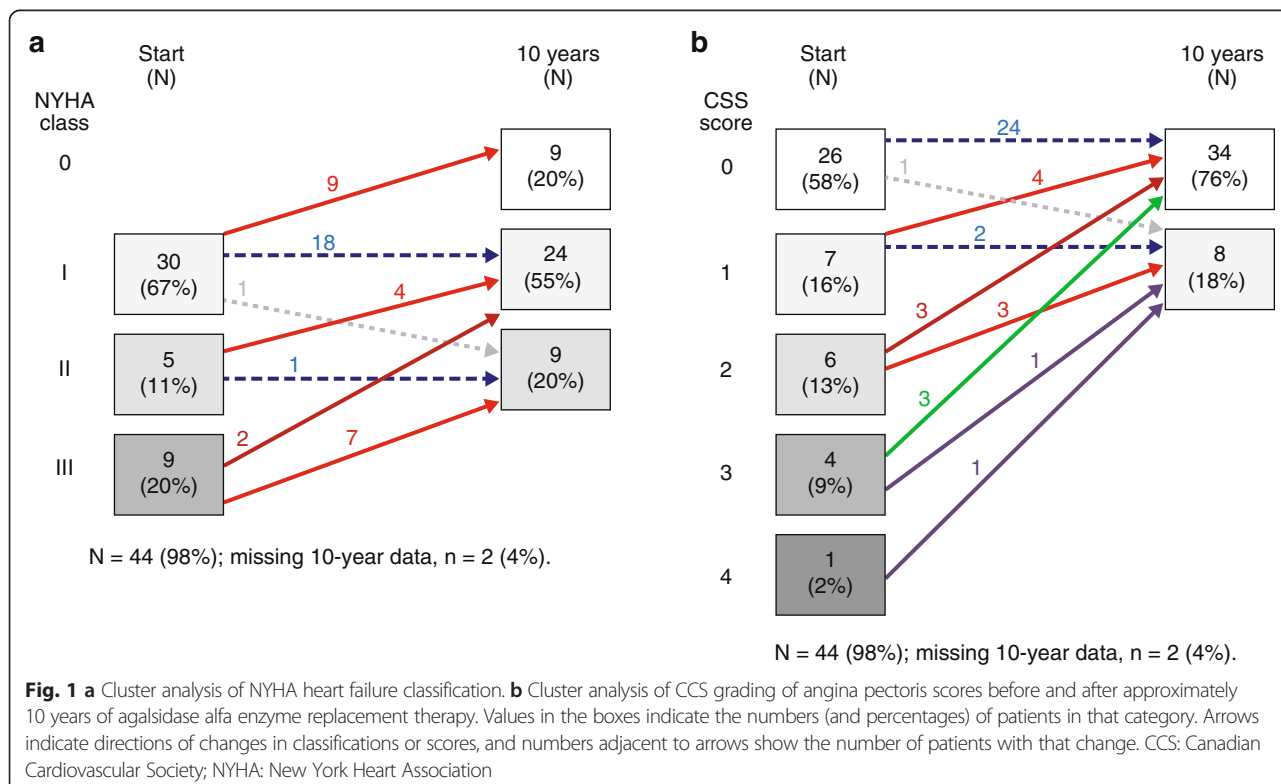 a
Start
(N)
10 years
(N)
NYHA
class
0
I
II
III
30
(67%)
5
(11%)
9
(20%)
9
18
1
4
1
2
7
9
(20%)
24
(55%)
9
(20%)
N = 44 (98%); missing 10-year data, n = 2 (4%).
b
Start
(N)
10 years
(N)
CSS
score
0
1
2
3
4
26
(58%)
7
(16%)
6
(13%)
4
(9%)
1
(2%)
24
1
4
2
3
3
3
1
1
34
(76%)
8
(18%)
N = 44 (98%); missing 10-year data, n = 2 (4%).
Fig. 1 a Cluster analysis of NYHA heart failure classification. b Cluster analysis of CCS grading of angina pectoris scores before and after approximately
10 years of agalsidase alfa enzyme replacement therapy. Values in the boxes indicate the numbers (and percentages) of patients in that category. Arrows
indicate directions of changes in classifications or scores, and numbers adjacent to arrows show the number of patients with that change. CCS: Canadian
Cardiovascular Society; NYHA: New York Heart Association